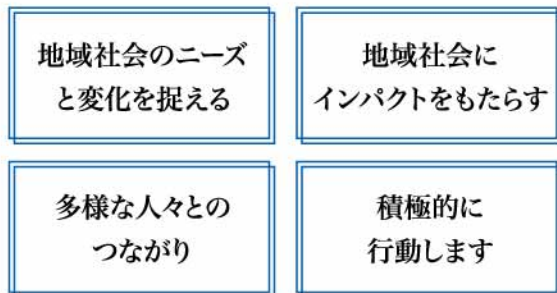 地域社会のニーズ
と変化を捉える
地域社会に
インパクトをもたらす
多様な人々との
つながり
積極的に
行動します